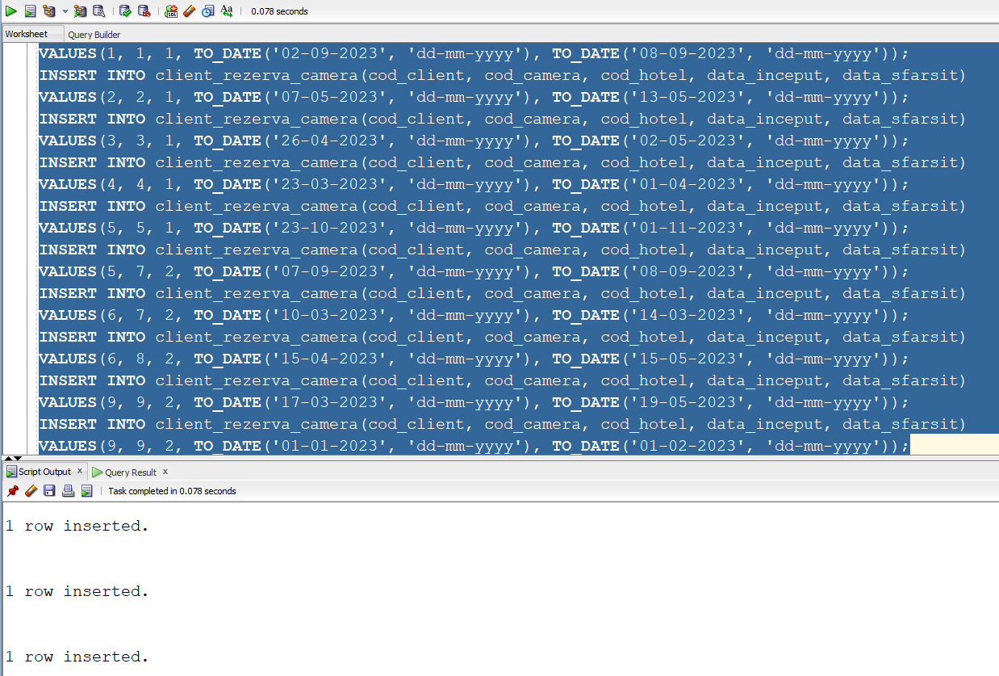 0.078 seconds
Worksheet Query Builder
VALUES(1, 1, 1, TO_DATE('02-09-2023', 'dd-mm-yyyy'), TO_DATE('08-09-2023', 'dd-mm-yyyy'));
INSERT INTO client_rezerva_camera(cod_client, cod_camera, cod_hotel, data_inceput, data_sfarsit)
VALUES(2, 2, 1, TO_DATE('07-05-2023', 'dd-mm-yyyy'), TO_DATE('13-05-2023', 'dd-mm-yyyy'));
INSERT INTO client_rezerva_camera(cod_client, cod_camera, cod_hotel, data_inceput, data_sfarsit)
VALUES(3, 3, 1, TO_DATE('26-04-2023', 'dd-mm-yyyy'), TO_DATE('02-05-2023', 'dd-mm-yyyy'));
INSERT INTO client_rezerva_camera(cod_client, cod_camera, cod_hotel, data_inceput, data_sfarsit)
VALUES(4, 4, 1, TO_DATE('23-03-2023', 'dd-mm-yyyy'), TO_DATE('01-04-2023', 'dd-mm-yyyy'));
INSERT INTO client_rezerva_camera(cod_client, cod_camera, cod_hotel, data_inceput, data_sfarsit)
VALUES(5, 5, 1, TO_DATE('23-10-2023', 'dd-mm-yyyy'), TO_DATE('01-11-2023', 'dd-mm-yyyy'));
INSERT INTO client_rezerva_camera(cod_client, cod_camera, cod_hotel, data_inceput, data_sfarsit)
VALUES(5, 7, 2, TO_DATE('07-09-2023', 'dd-mm-yyyy'), TO_DATE('08-09-2023', 'dd-mm-yyyy'));
INSERT INTO client_rezerva_camera(cod_client, cod_camera, cod_hotel, data_inceput, data_sfarsit)
VALUES(6, 7, 2, TO_DATE('10-03-2023', 'dd-mm-yyyy'), TO_DATE('14-03-2023', 'dd-mm-yyyy'));
INSERT INTO client_rezerva_camera(cod_client, cod_camera, cod_hotel, data_inceput, data_sfarsit)
VALUES(6, 8, 2, TO_DATE('15-04-2023', 'dd-mm-yyyy'), TO_DATE('15-05-2023', 'dd-mm-yyyy'));
INSERT INTO client_rezerva_camera(cod_client, cod_camera, cod_hotel, data_inceput, data_sfarsit)
VALUES(9, 9, 2, TO_DATE('17-03-2023', 'dd-mm-yyyy'), TO_DATE('19-05-2023', 'dd-mm-yyyy'));
INSERT INTO client_rezerva_camera(cod_client, cod_camera, cod_hotel, data_inceput, data_sfarsit)
VALUES(9, 9, 2, TO_DATE('01-01-2023', 'dd-mm-yyyy'), TO_DATE('01-02-2023', 'dd-mm-yyyy'));
Script Output x Query Result x
Task completed in 0.078 seconds
1 row inserted.
1 row inserted.
1 row inserted.